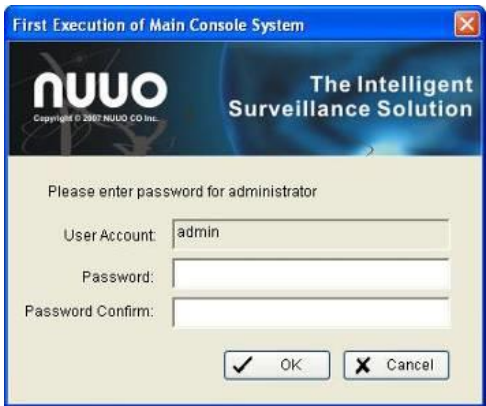 First Execution of Main Console System
nuuo
Copyright © 2007 NUUO CO Inc.
The Intelligent
Surveillance Solution
Please enter password for administrator
User Account: admin
Password:
Password Confirm:
OK Cancel